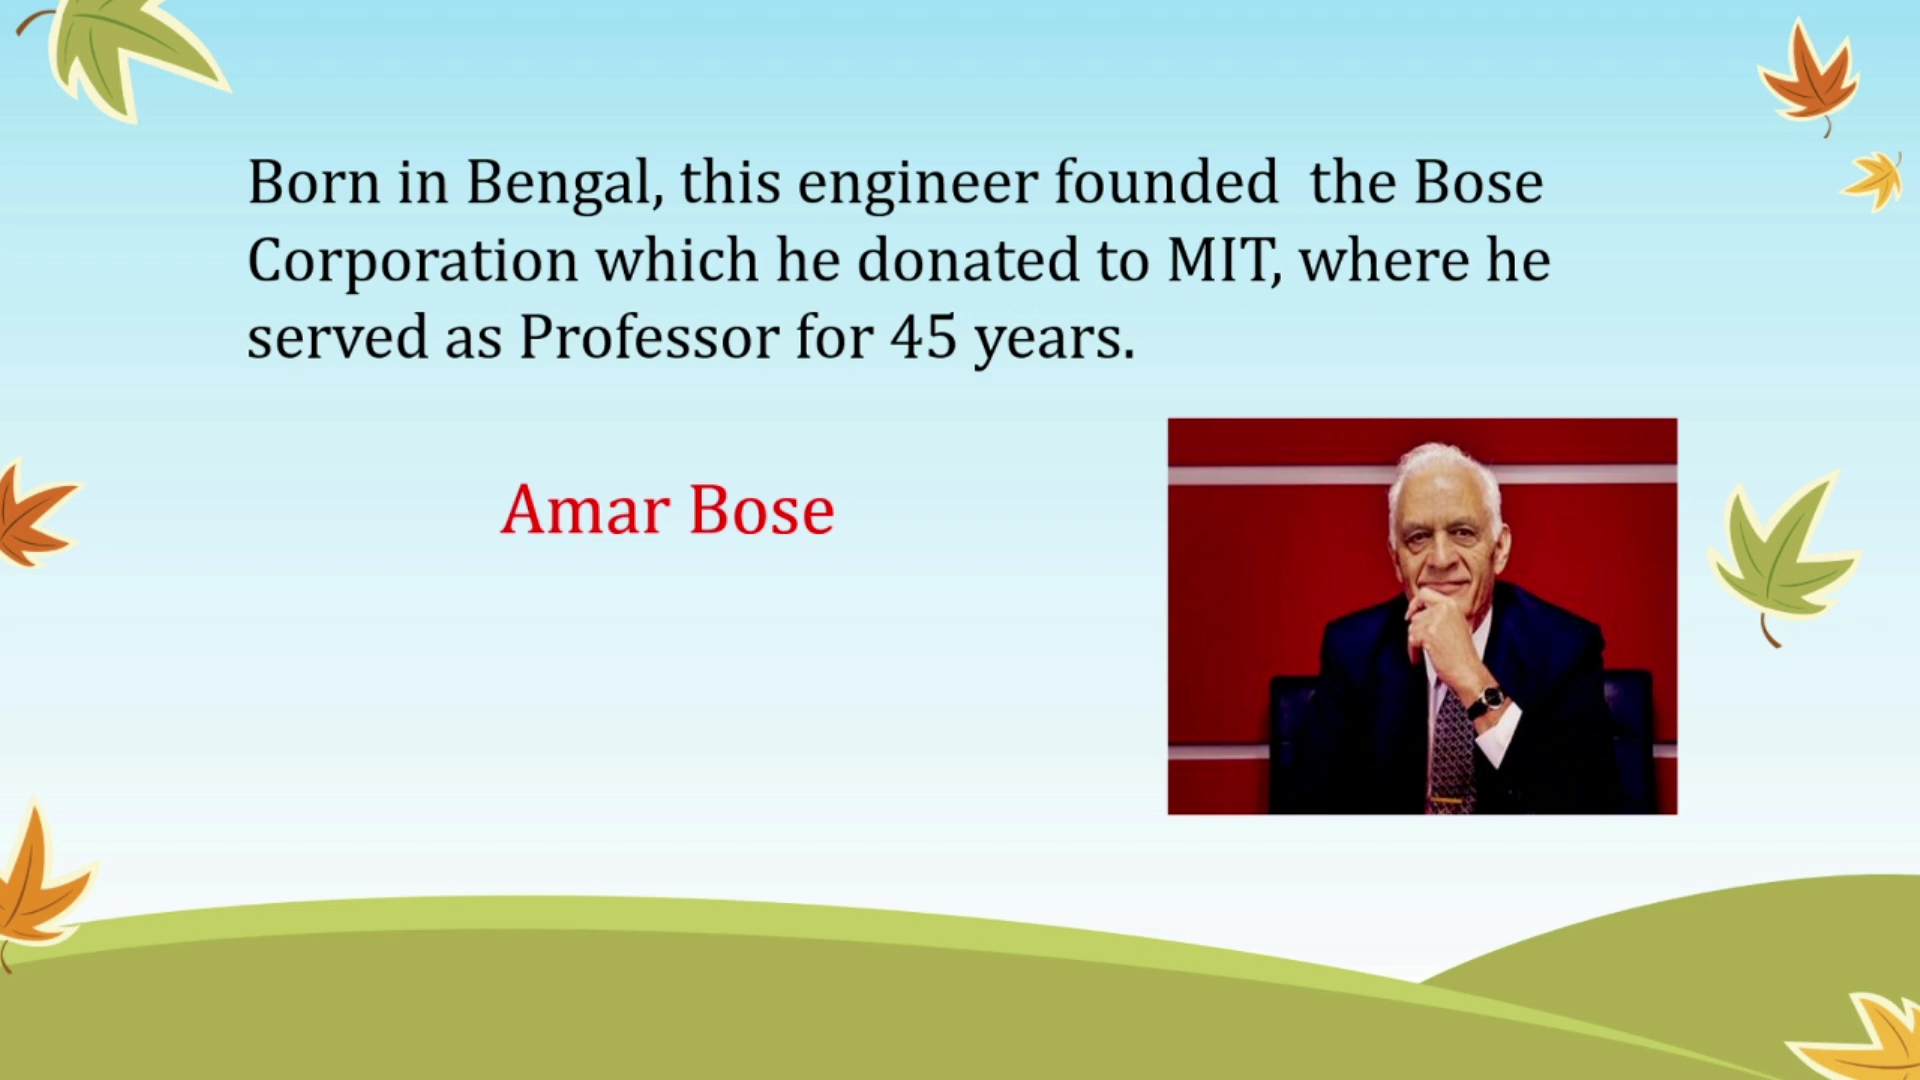 Born in Bengal, this engineer founded  the Bose
Corporation which he donated to MIT, where he
served as Professor for 45 years.
Amar Bose